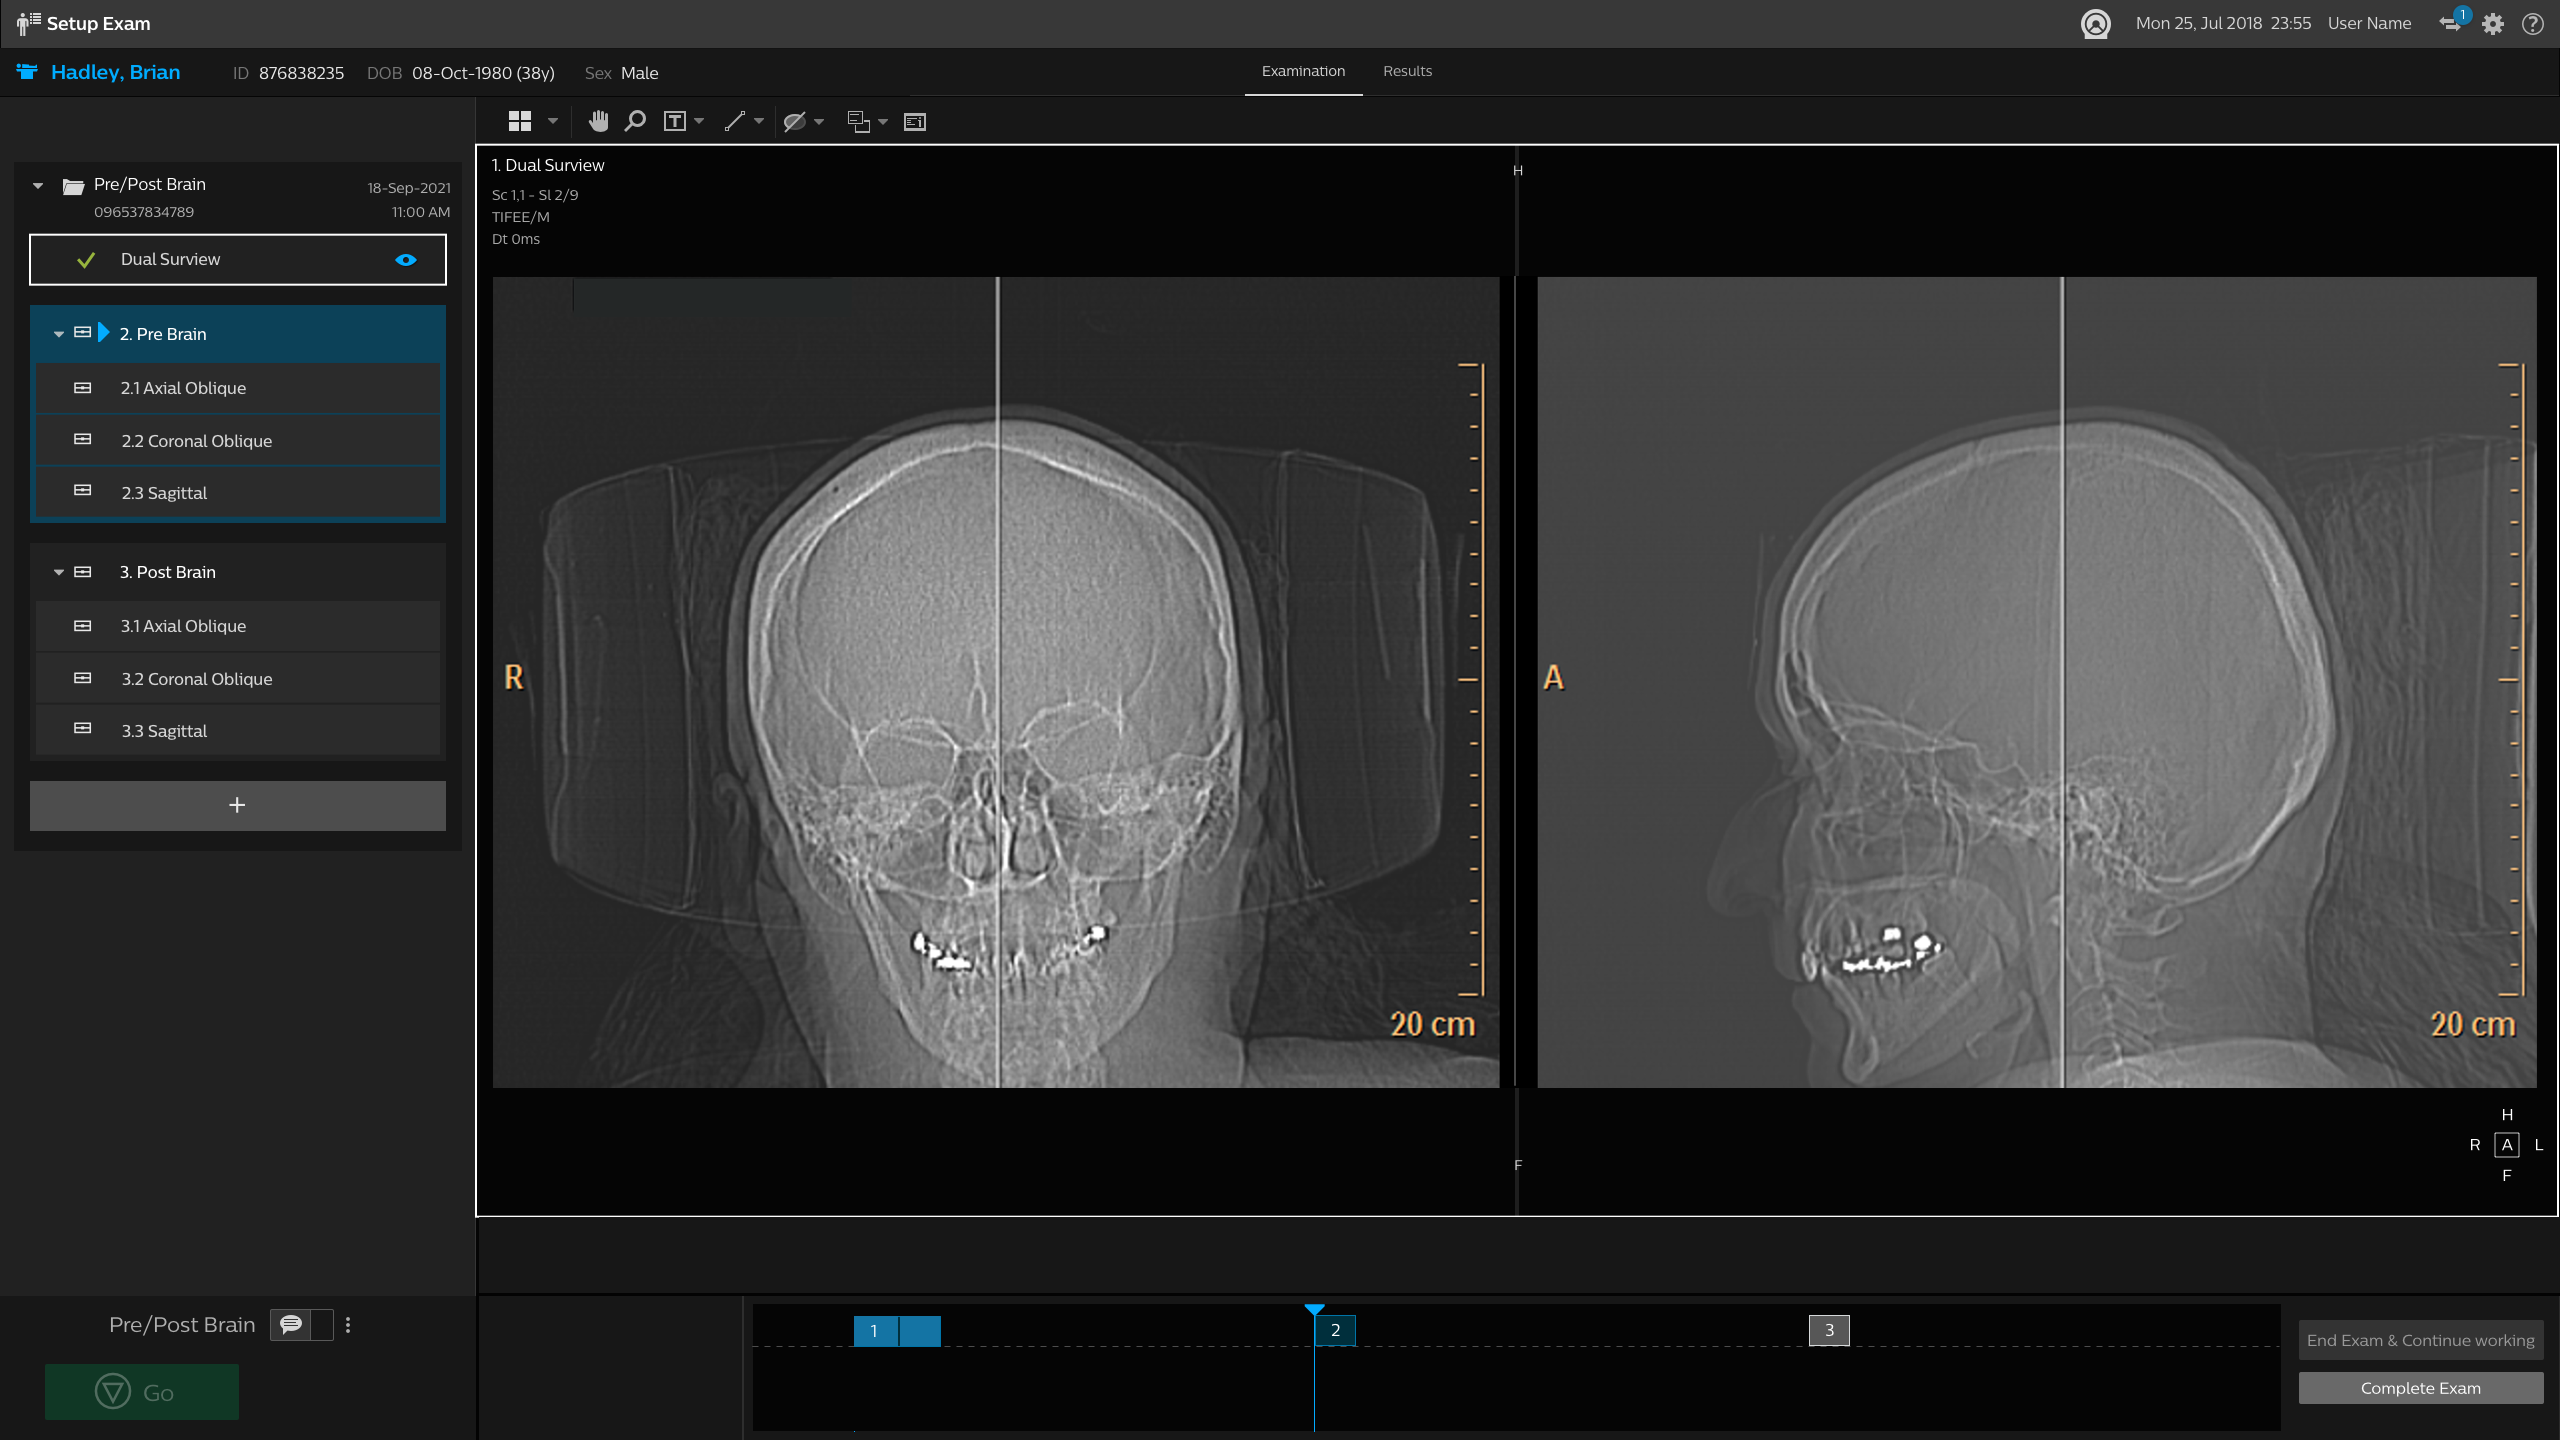 Setup Exam
Mon 25, Jul 2018 23:55 User Name 1 ?
Hadley, Brian ID 876838235 DOB 08-Oct-1980 (38y) Sex Male
Examination Results
T
Pre/Post Brain 18-Sep-2021
096537834789 11:00 AM
Dual Surview
2. Pre Brain
2.1 Axial Oblique
2.2 Coronal Oblique
2.3 Sagittal
3. Post Brain
3.1 Axial Oblique
3.2 Coronal Oblique
3.3 Sagittal
+
1. Dual Surview
Sc 1,1 - Sl 2/9
TIFEE/M
Dt 0ms
H
R
A
20 cm
20 cm
F
H
R A L
F
Pre/Post Brain
Go
1 2 3
End Exam & Continue working
Complete Exam